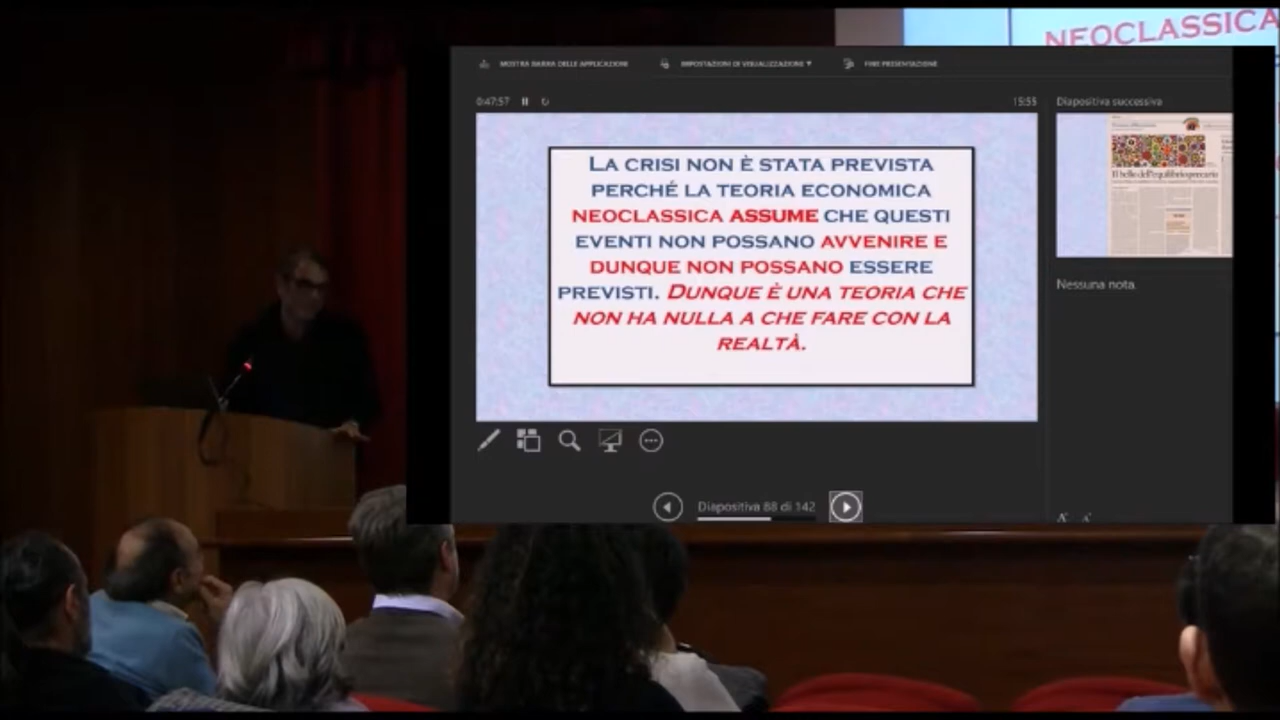 NEOCLASSICA
MOSTRA BARRA DELLE APPLICAZIONI
IMPOSTAZIONI DI VISUALIZZAZIONE ▼
FINE PRESENTAZIONE
0:47:57
15:55
Diapositiva successiva
LA CRISI NON È STATA PREVISTA
PERCHÉ LA TEORIA ECONOMICA
NEOCLASSICA ASSUME CHE QUESTI
EVENTI NON POSSANO AVVENIRE E
DUNQUE NON POSSANO ESSERE
PREVISTI. DUNQUE È UNA TEORIA CHE
NON HA NULLA A CHE FARE CON LA
REALTÀ.
Il bello dell'equilibrio precario
Nessuna nota.
Diapositiva 88 di 142